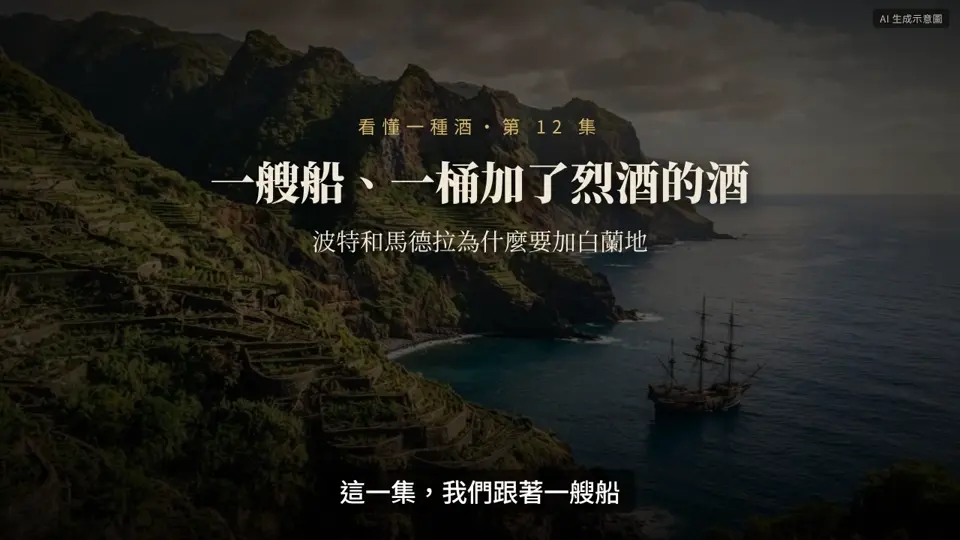 AI 生成示意圖
看懂一種酒・第 12 集
一艘船、一桶加了烈酒的酒
波特和馬德拉為什麼要加白蘭地
這一集，我們跟著一艘船